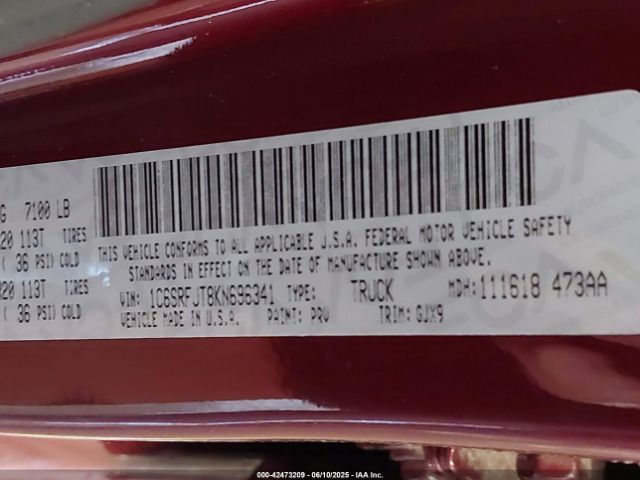 G 7100 LB
20 113T TIRES
( 36 PSI) COLD
020 113T TIRES
( 36 PSI) COLD
THIS VEHICLE CONFORMS TO ALL APPLICABLE U.S.A. FEDERAL MOTOR VEHICLE SAFETY
STANDARDS IN EFFECT ON THE DATE OF MANUFACTURE SHOWN ABOVE.
VIN: 1C6SRFJT8KN696341 TYPE: TRUCK MDH: 111618 473AA
VEHICLE MADE IN U.S.A. PAINT: PRV TRIM: GJX9
000-42473209 - 06/10/2025 - IAA Inc.